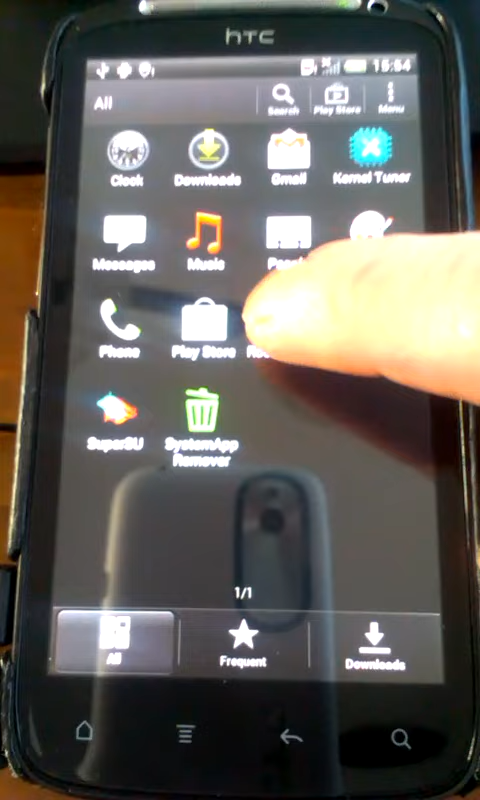 htc
15:54
All
Search
Play Store
Menu
Clock
Downloads
Gmail
Kernel Tuner
Messages
Music
Phone
Play Store
SuperSU
SystemApp
Remover
1/1
All
Frequent
Downloads